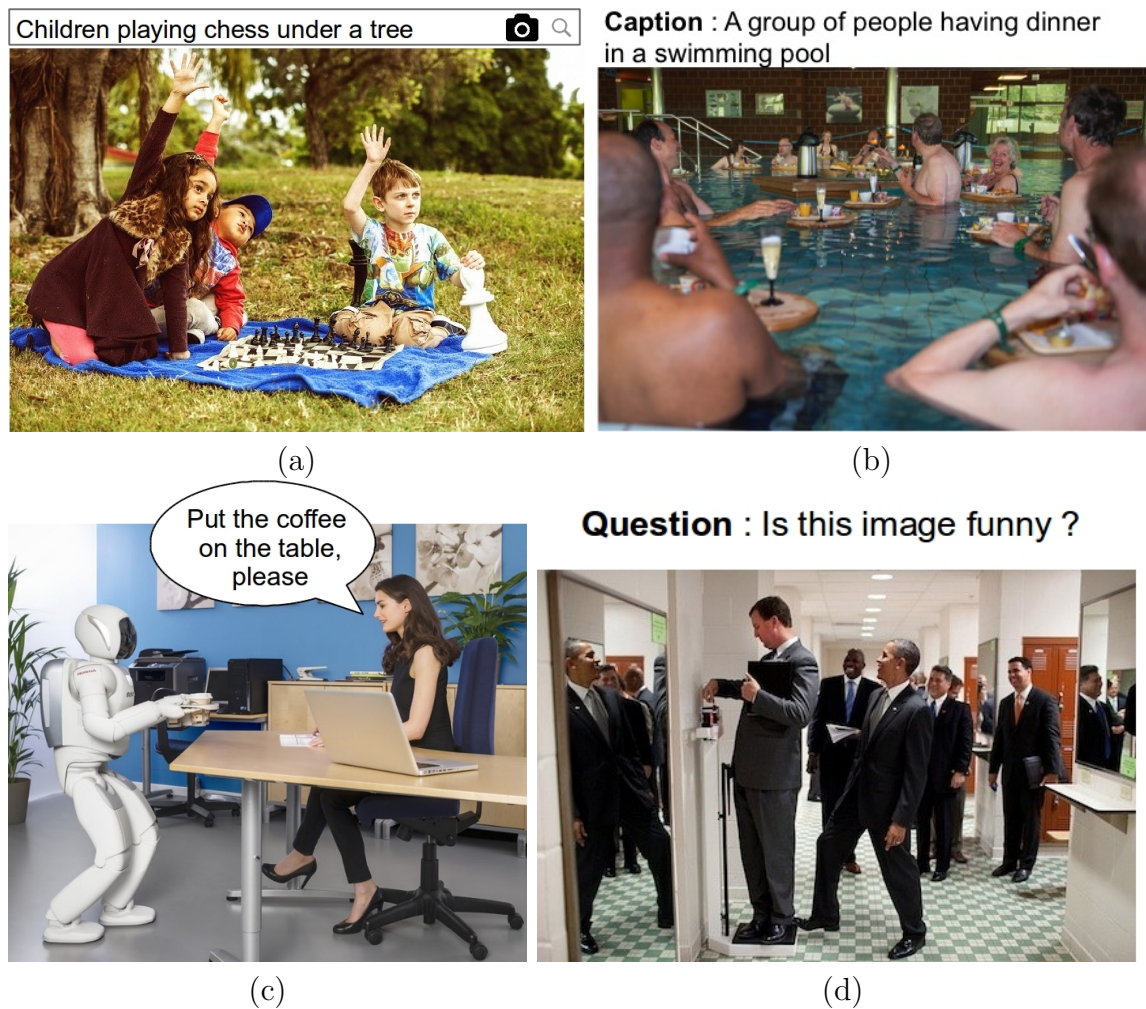 Children playing chess under a tree
Caption : A group of people having dinner
in a swimming pool
(a)
(b)
Put the coffee
on the table,
please
Question : Is this image funny ?
(c)
(d)